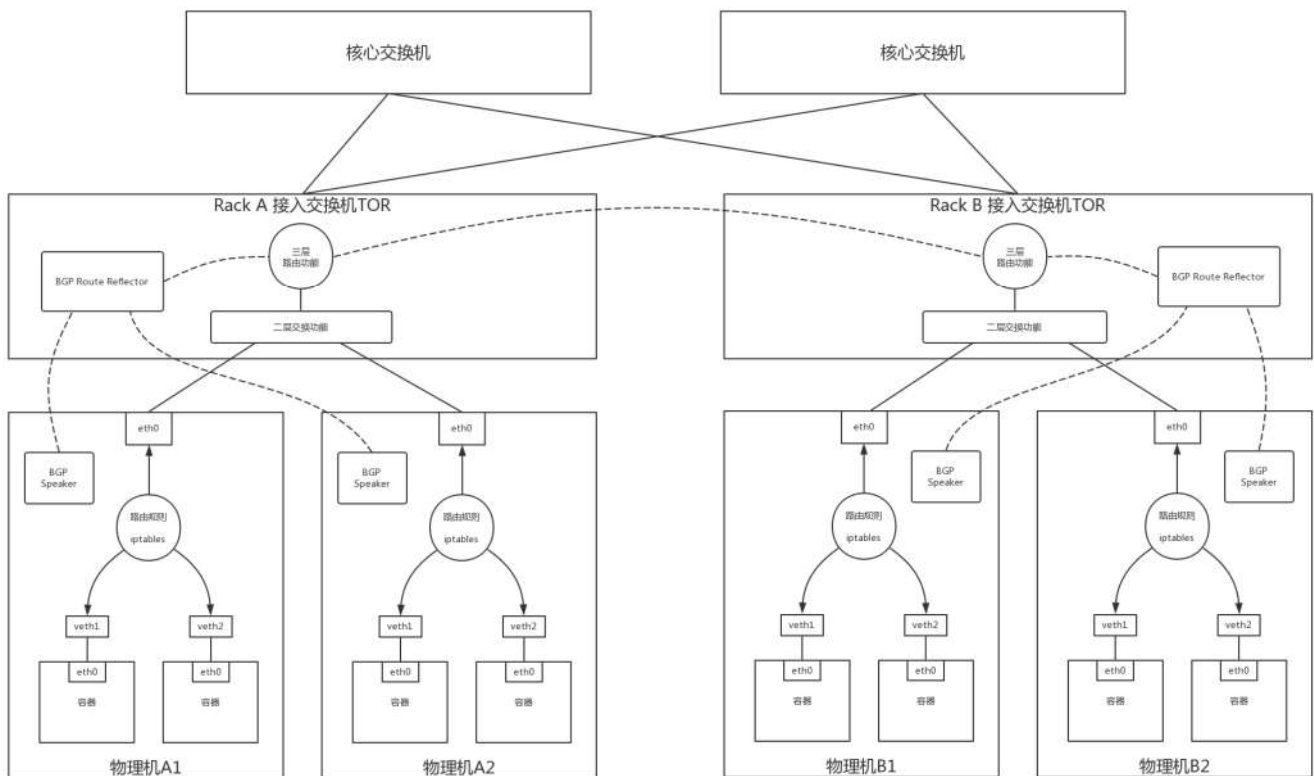 核心交换机
核心交换机
Rack A 接入交换机TOR
Rack B 接入交换机TOR
三层
路由功能
三层
路由功能
BGP Route Reflector
BGP Route Reflector
二层交换功能
二层交换功能
eth0
eth0
eth0
eth0
BGP
Speaker
BGP
Speaker
BGP
Speaker
BGP
Speaker
路由规则
iptables
路由规则
iptables
路由规则
iptables
路由规则
iptables
veth1
veth2
veth1
veth2
veth1
veth2
veth1
veth2
eth0
eth0
eth0
eth0
eth0
eth0
eth0
eth0
容器
容器
容器
容器
容器
容器
容器
容器
物理机A1
物理机A2
物理机B1
物理机B2